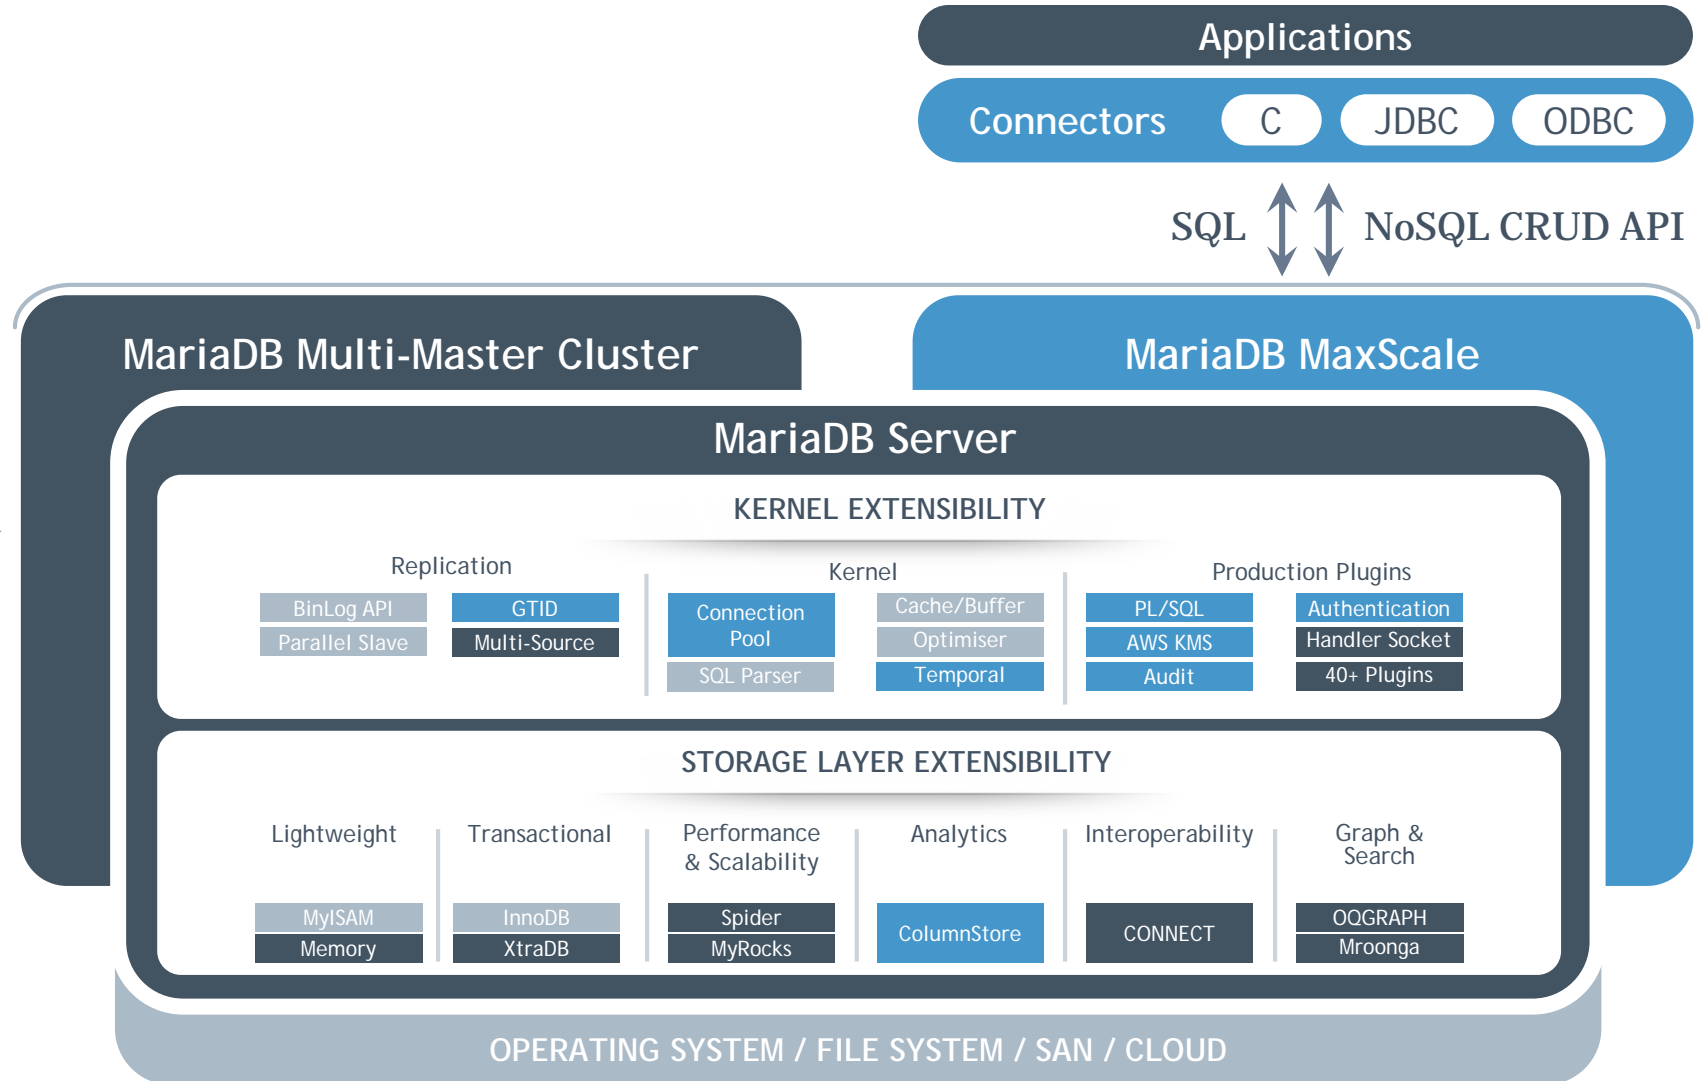 Applications
Connectors C JDBC ODBC
SQL NoSQL CRUD API
MariaDB Multi-Master Cluster
MariaDB MaxScale
MariaDB Server
KERNEL EXTENSIBILITY
Replication
BinLog API GTID
Parallel Slave Multi-Source
Kernel
Connection
Pool
SQL Parser
Cache/Buffer
Optimiser
Temporal
Production Plugins
PL/SQL Authentication
AWS KMS Handler Socket
Audit 40+ Plugins
STORAGE LAYER EXTENSIBILITY
Lightweight
MyISAM
Memory
Transactional
InnoDB
XtraDB
Performance
& Scalability
Spider
MyRocks
Analytics
ColumnStore
Interoperability
CONNECT
Graph &
Search
OQGRAPH
Mroonga
OPERATING SYSTEM / FILE SYSTEM / SAN / CLOUD